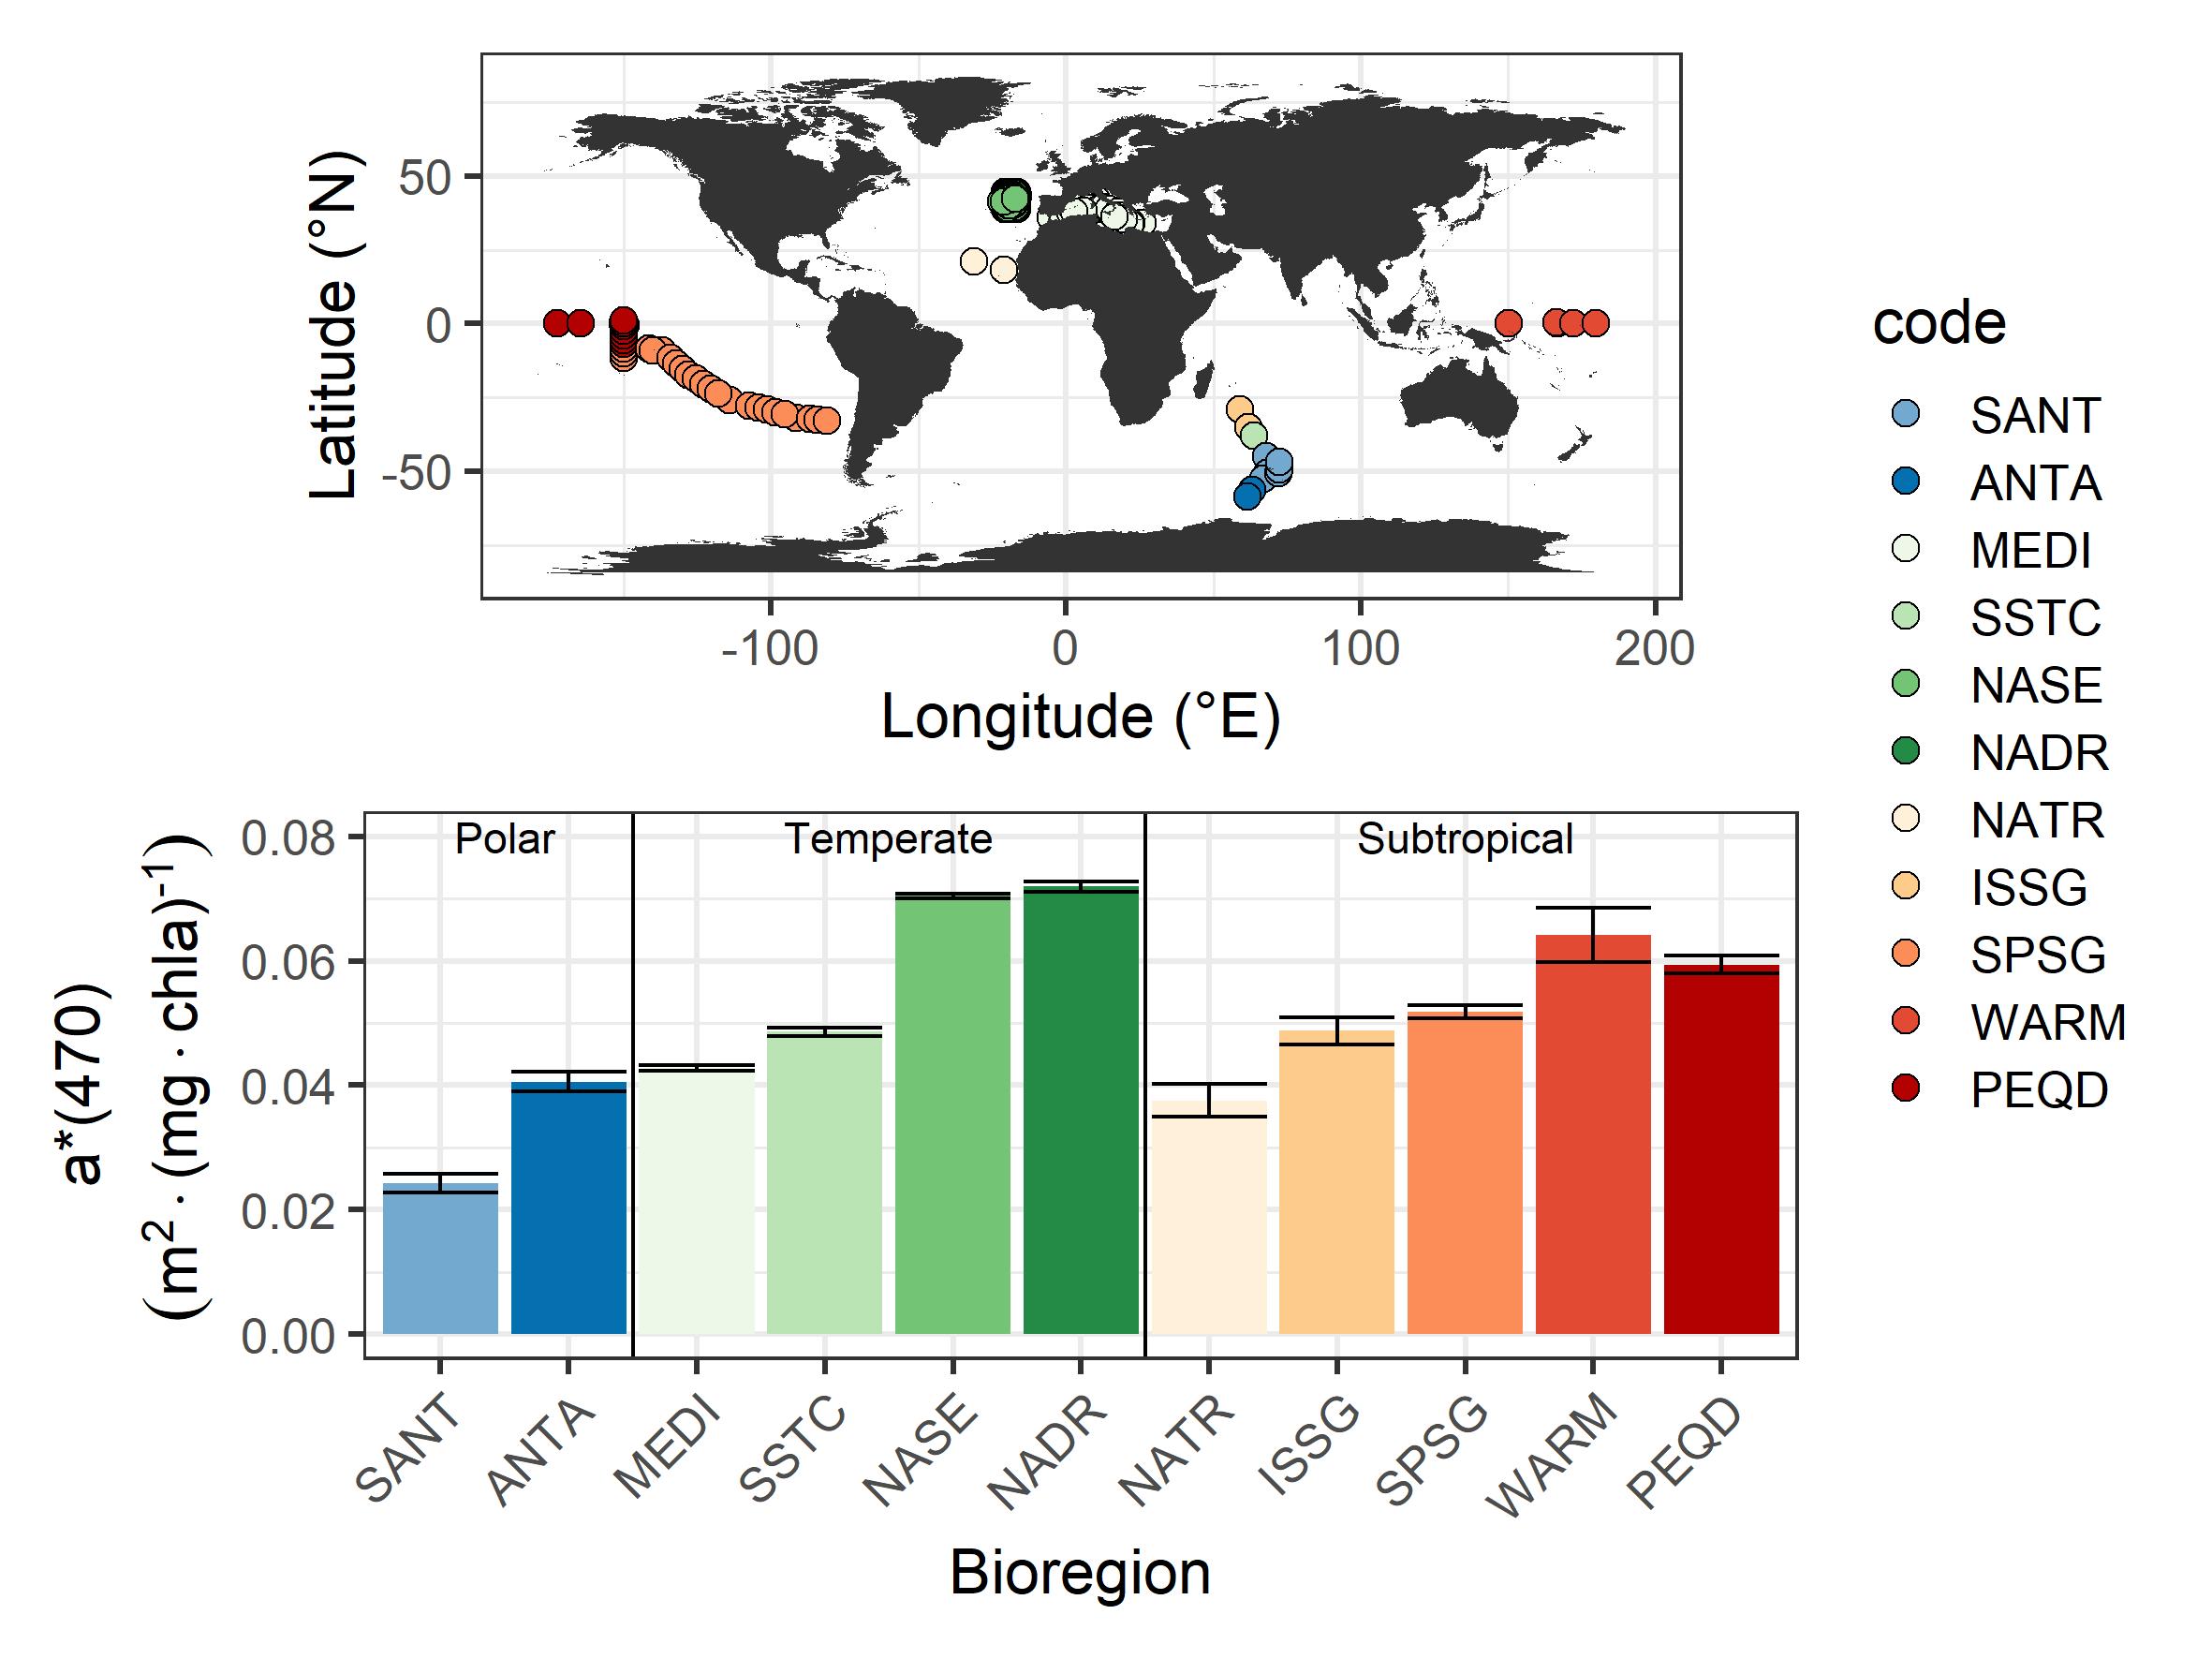 50
0
-50
Latitude (°N)
-100
0
100
200
Longitude (°E)
code
SANT
ANTA
MEDI
SSTC
NASE
NADR
NATR
ISSG
SPSG
WARM
PEQD
Polar
Temperate
Subtropical
0.08
0.06
0.04
0.02
0.00
a*(470)
(m² · (mg · chla)⁻¹)
SANT
ANTA
MEDI
SSTC
NASE
NADR
NATR
ISSG
SPSG
WARM
PEQD
Bioregion